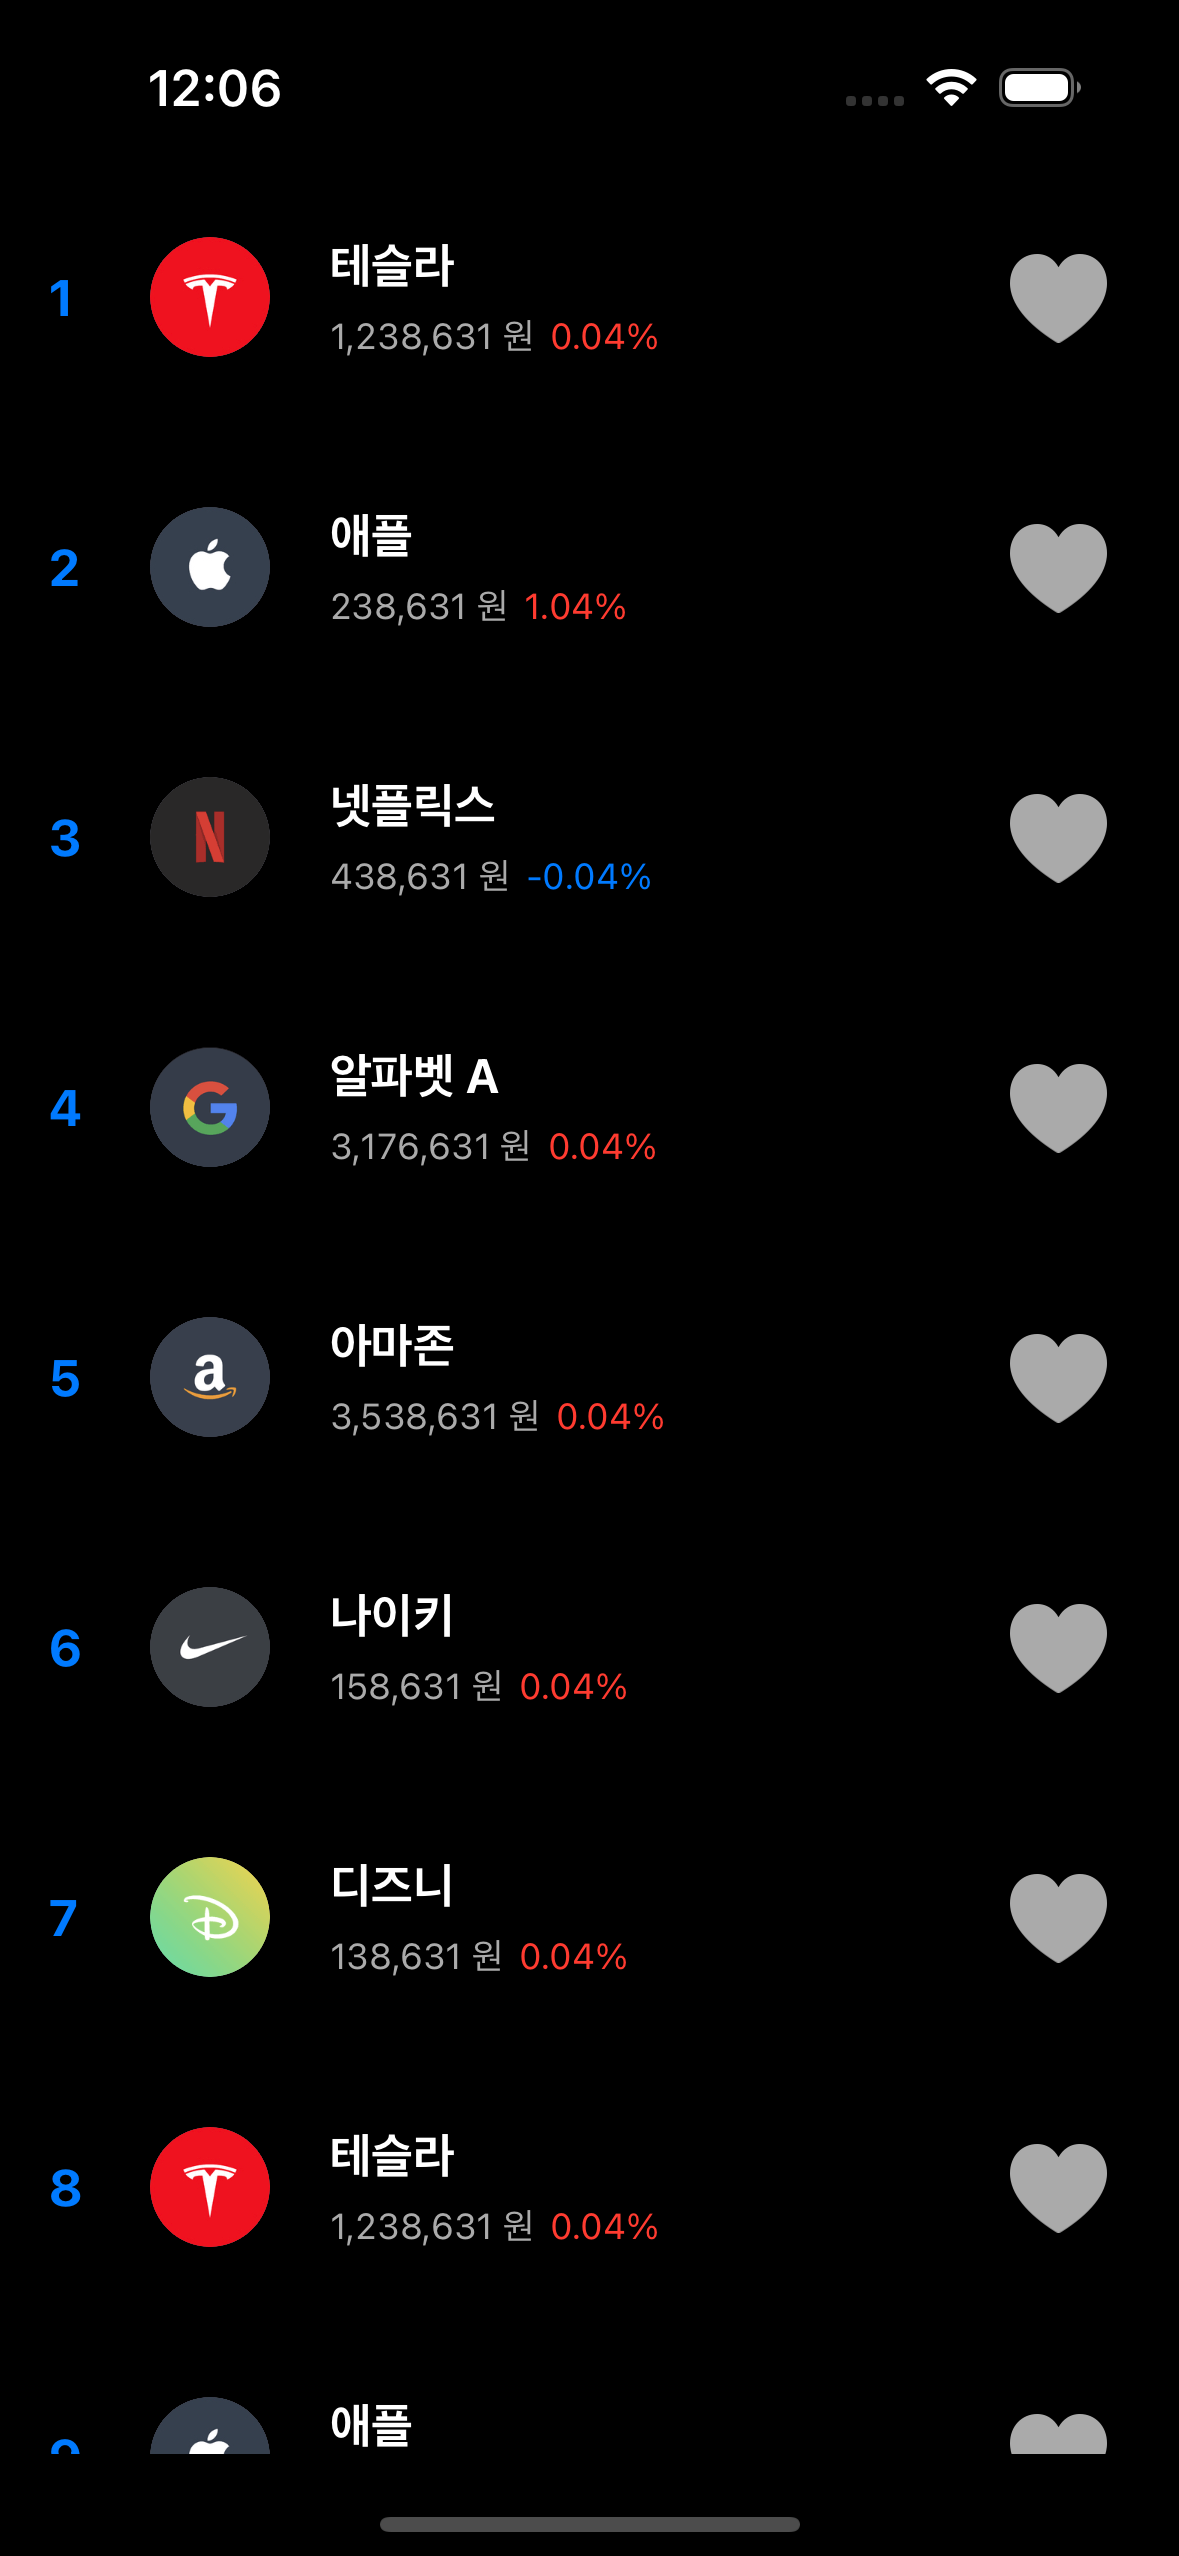 12:06
1
테슬라
1,238,631 원 0.04%
2
애플
238,631 원 1.04%
3
넷플릭스
438,631 원 -0.04%
4
알파벳 A
3,176,631 원 0.04%
5
아마존
3,538,631 원 0.04%
6
나이키
158,631 원 0.04%
7
디즈니
138,631 원 0.04%
8
테슬라
1,238,631 원 0.04%
9
애플